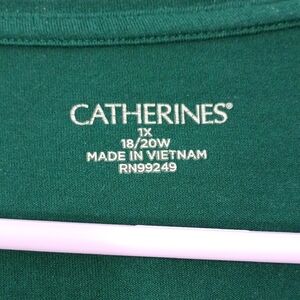 CATHERINES®
1X
18/20W
MADE IN VIETNAM
RN99249